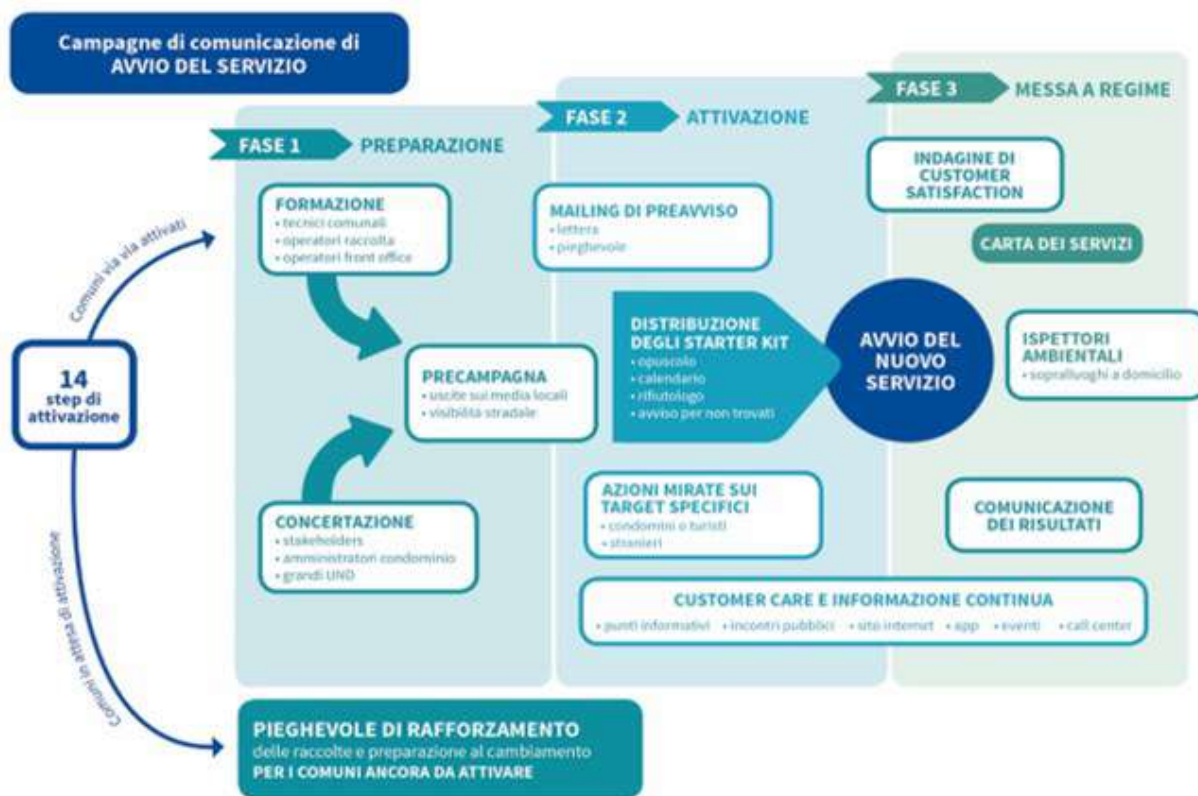 Campagne di comunicazione di
AVVIO DEL SERVIZIO
FASE 1
PREPARAZIONE
FASE 2
ATTIVAZIONE
FASE 3
MESSA A REGIME
Comuni via via attivati
14
step di
attivazione
Comuni in attesa di attivazione
FORMAZIONE
• tecnici comunali
• operatori raccolta
• operatori front office
PRECAMPAGNA
• uscite sui media locali
• visibilità stradale
CONCERTAZIONE
• stakeholders
• amministratori condominio
• grandi UND
MAILING DI PREAVVISO
• lettera
• pieghevole
DISTRIBUZIONE
DEGLI STARTER KIT
• opuscolo
• calendario
• rifiutologo
• avviso per non trovati
AZIONI MIRATE SUI
TARGET SPECIFICI
• condomini e turisti
• stranieri
AVVIO DEL
NUOVO
SERVIZIO
INDAGINE DI
CUSTOMER
SATISFACTION
CARTA DEI SERVIZI
ISPETTORI
AMBIENTALI
• sopralluoghi a domicilio
COMUNICAZIONE
DEI RISULTATI
CUSTOMER CARE E INFORMAZIONE CONTINUA
• punti informativi • incontri pubblici • sito internet • app • eventi • call center
PIEGHEVOLE DI RAFFORZAMENTO
delle raccolte e preparazione al cambiamento
PER I COMUNI ANCORA DA ATTIVARE